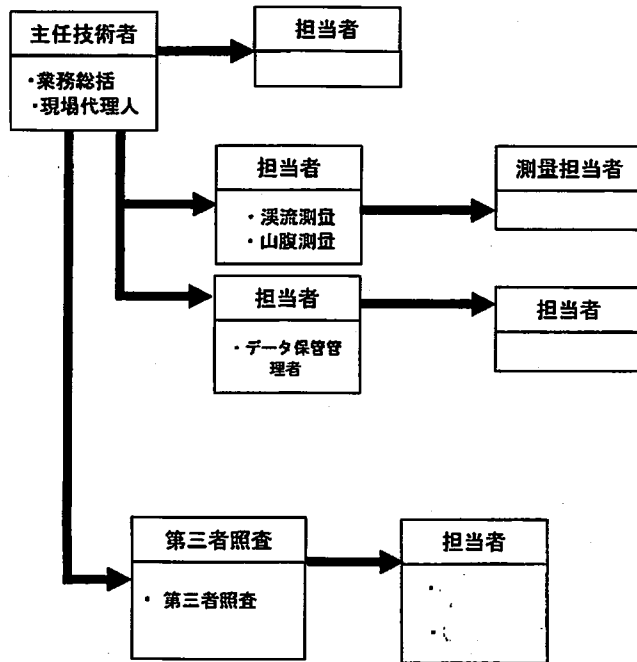 主任技術者
・業務総括
・現場代理人
担当者
担当者
・渓流測量
・山腹測量
測量担当者
担当者
・データ保管管
理者
担当者
第三者照査
・ 第三者照査
担当者